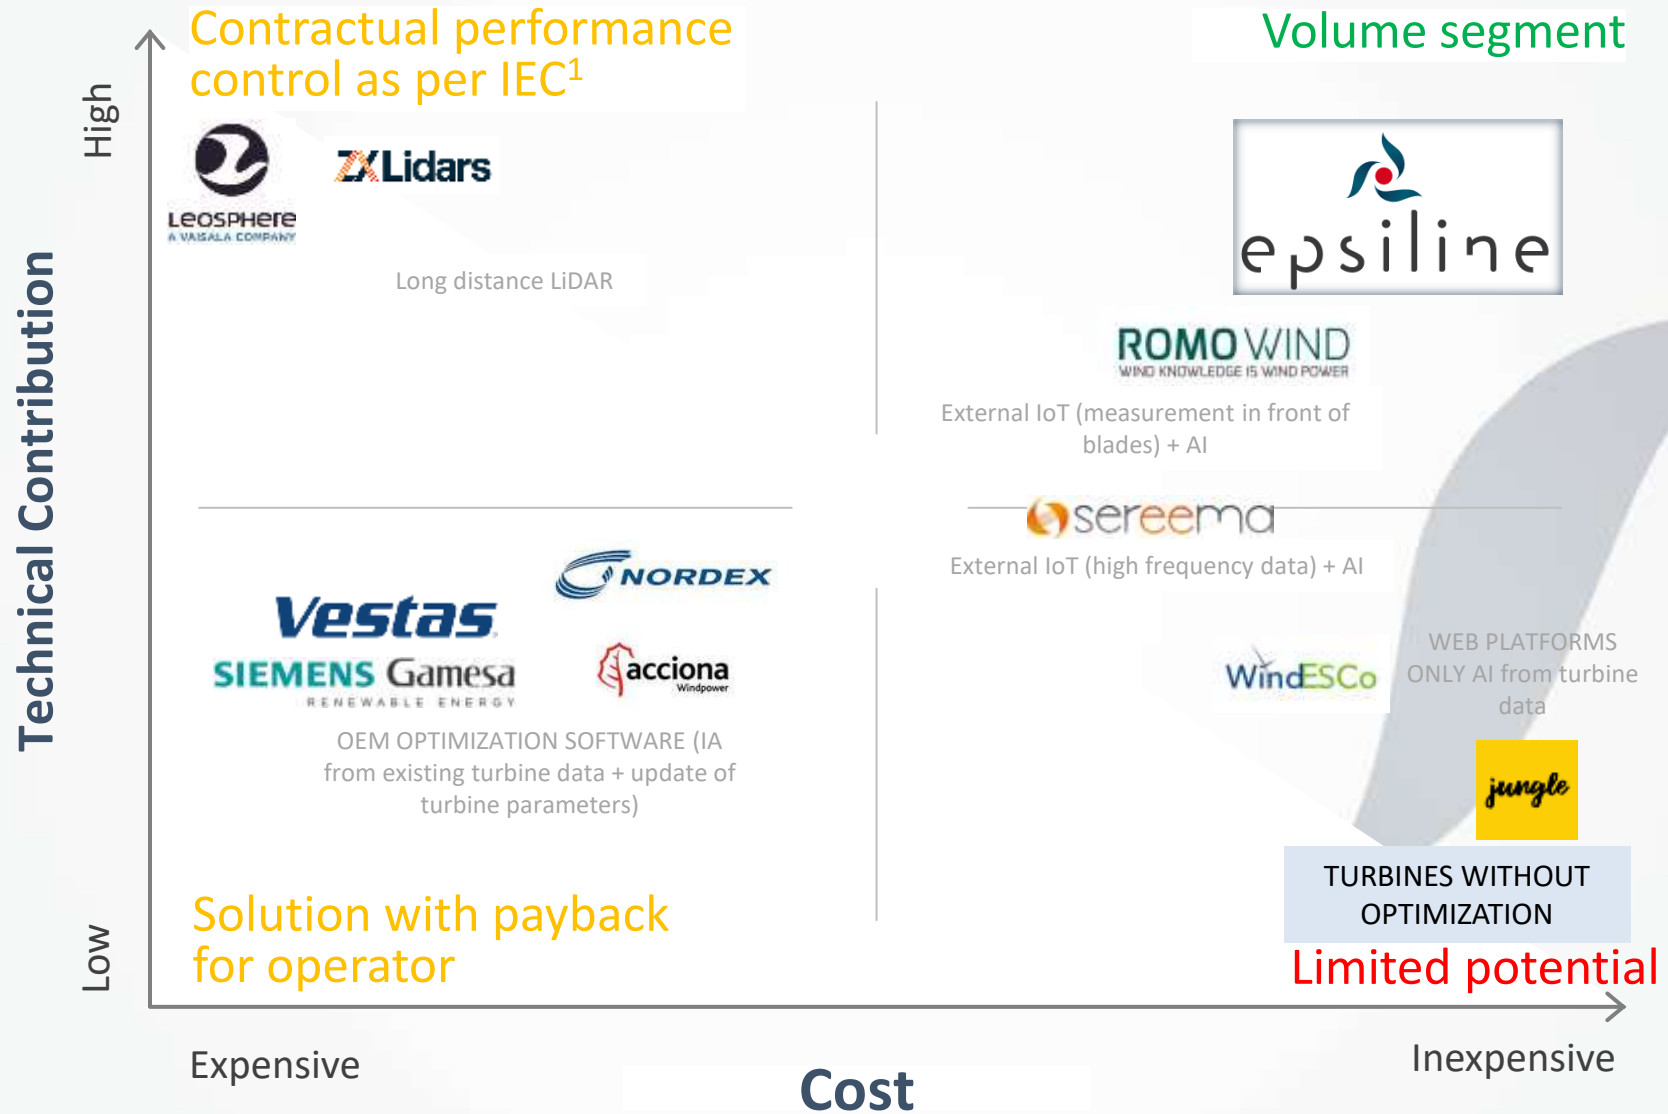 Contractual performance
control as per IEC¹
Volume segment
High
LEOSPHERE
A VAISALA COMPANY
ZX Lidars
Long distance LiDAR
epsiline
ROMO WIND
WIND KNOWLEDGE IS WIND POWER
External IoT (measurement in front of
blades) + AI
Technical Contribution
sereema
External IoT (high frequency data) + AI
NORDEX
Vestas
SIEMENS Gamesa
RENEWABLE ENERGY
acciona
Windpower
OEM OPTIMIZATION SOFTWARE (IA
from existing turbine data + update of
turbine parameters)
WindESCo
WEB PLATFORMS
ONLY AI from turbine
data
jungle
TURBINES WITHOUT
OPTIMIZATION
Solution with payback
for operator
Limited potential
Low
Expensive
Inexpensive
Cost